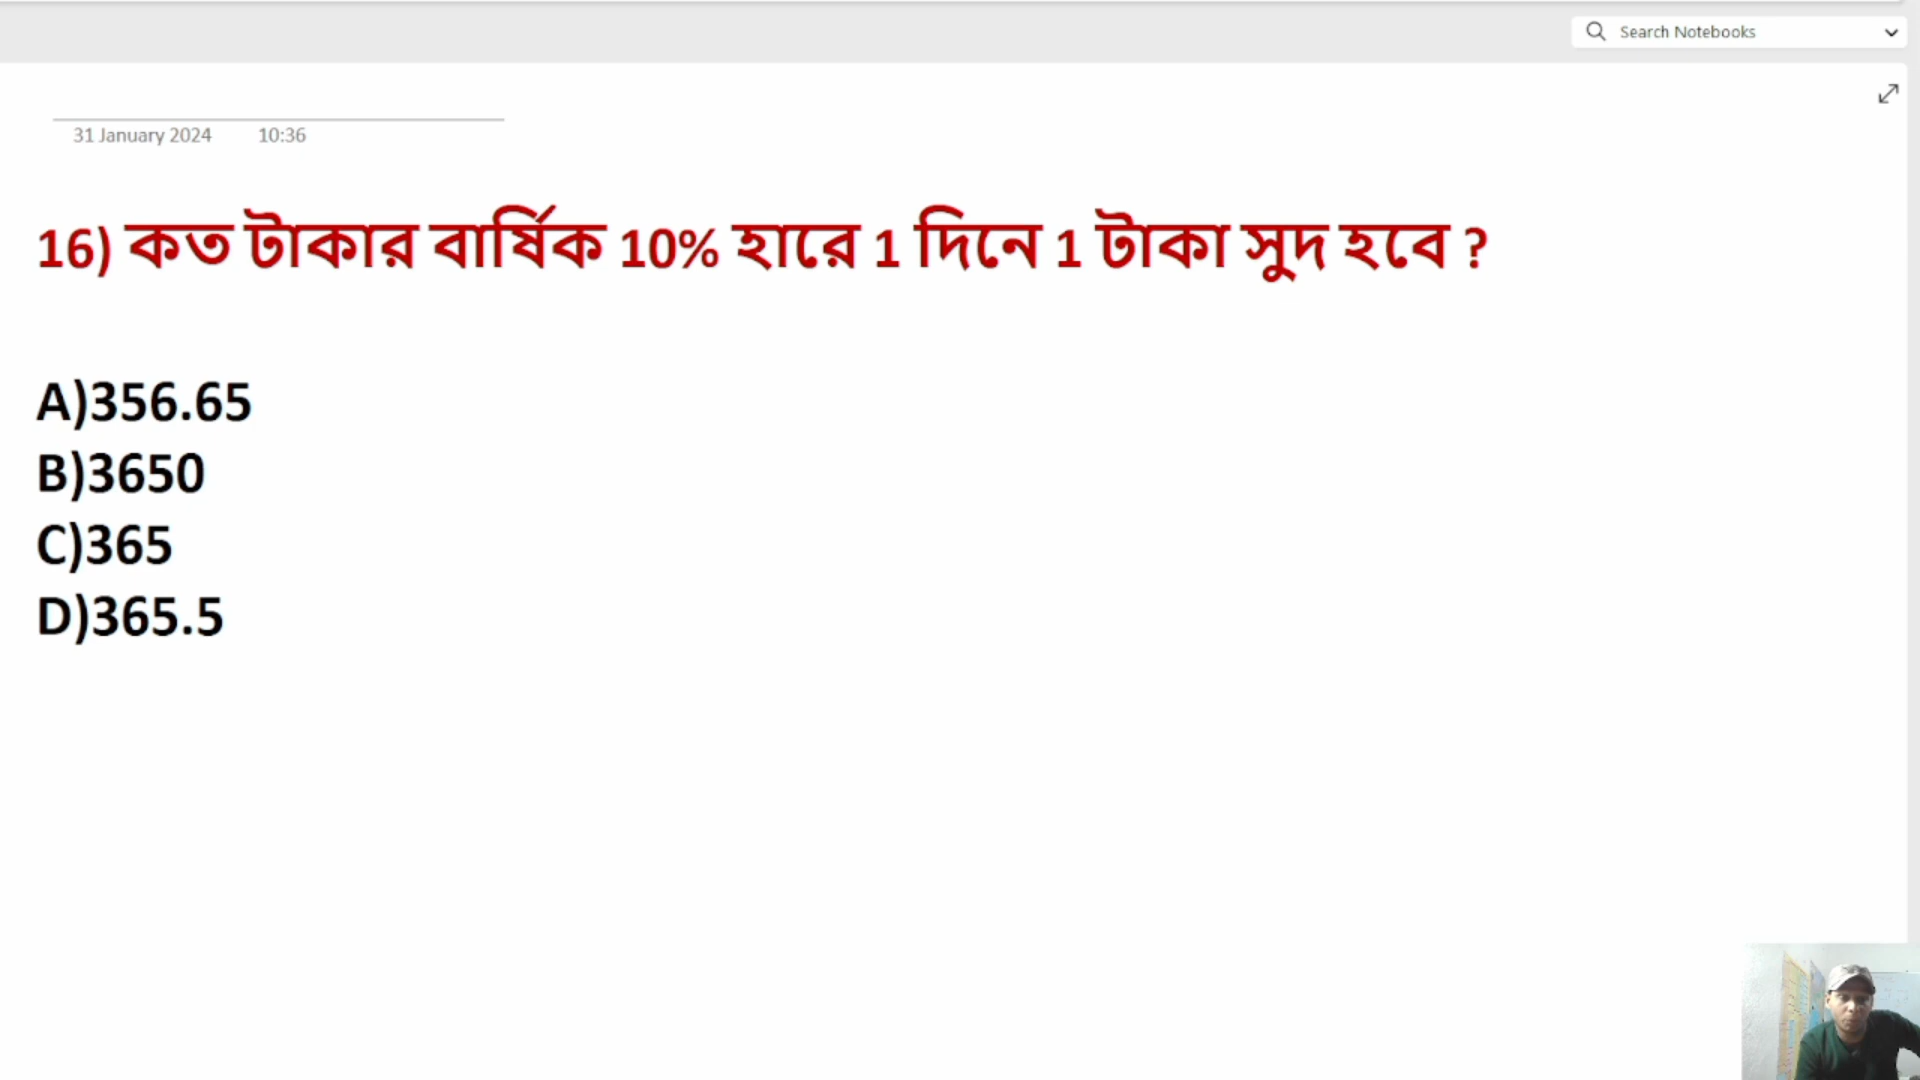 Search Notebooks
31 January 2024 10:36
16) কত টাকার বার্ষিক 10% হারে 1 দিনে 1 টাকা সুদ হবে ?
A)356.65
B)3650
C)365
D)365.5